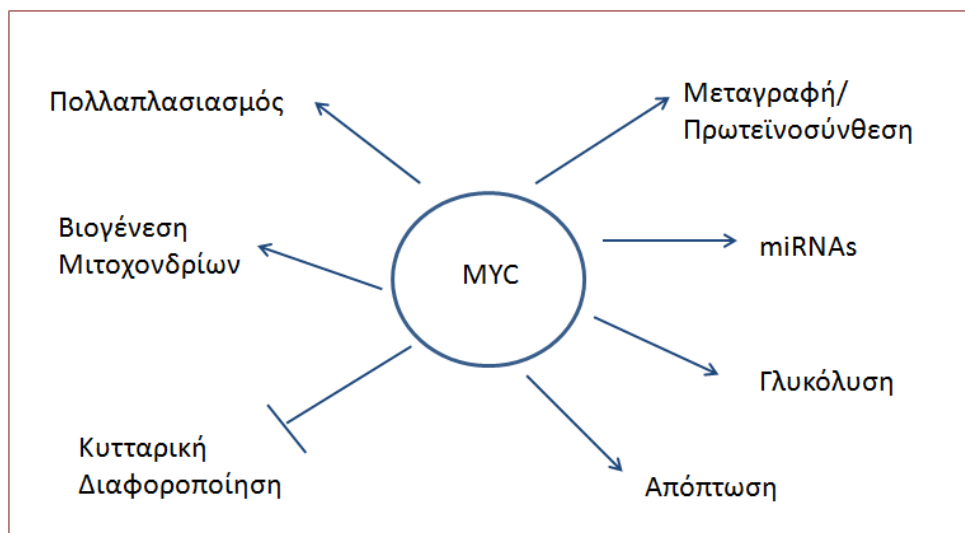 Πολλαπλασιασμός
Μεταγραφή/
Πρωτεϊνοσύνθεση
Βιογένεση
Μιτοχονδρίων
miRNAs
MYC
Γλυκόλυση
Κυτταρική
Διαφοροποίηση
Απόπτωση